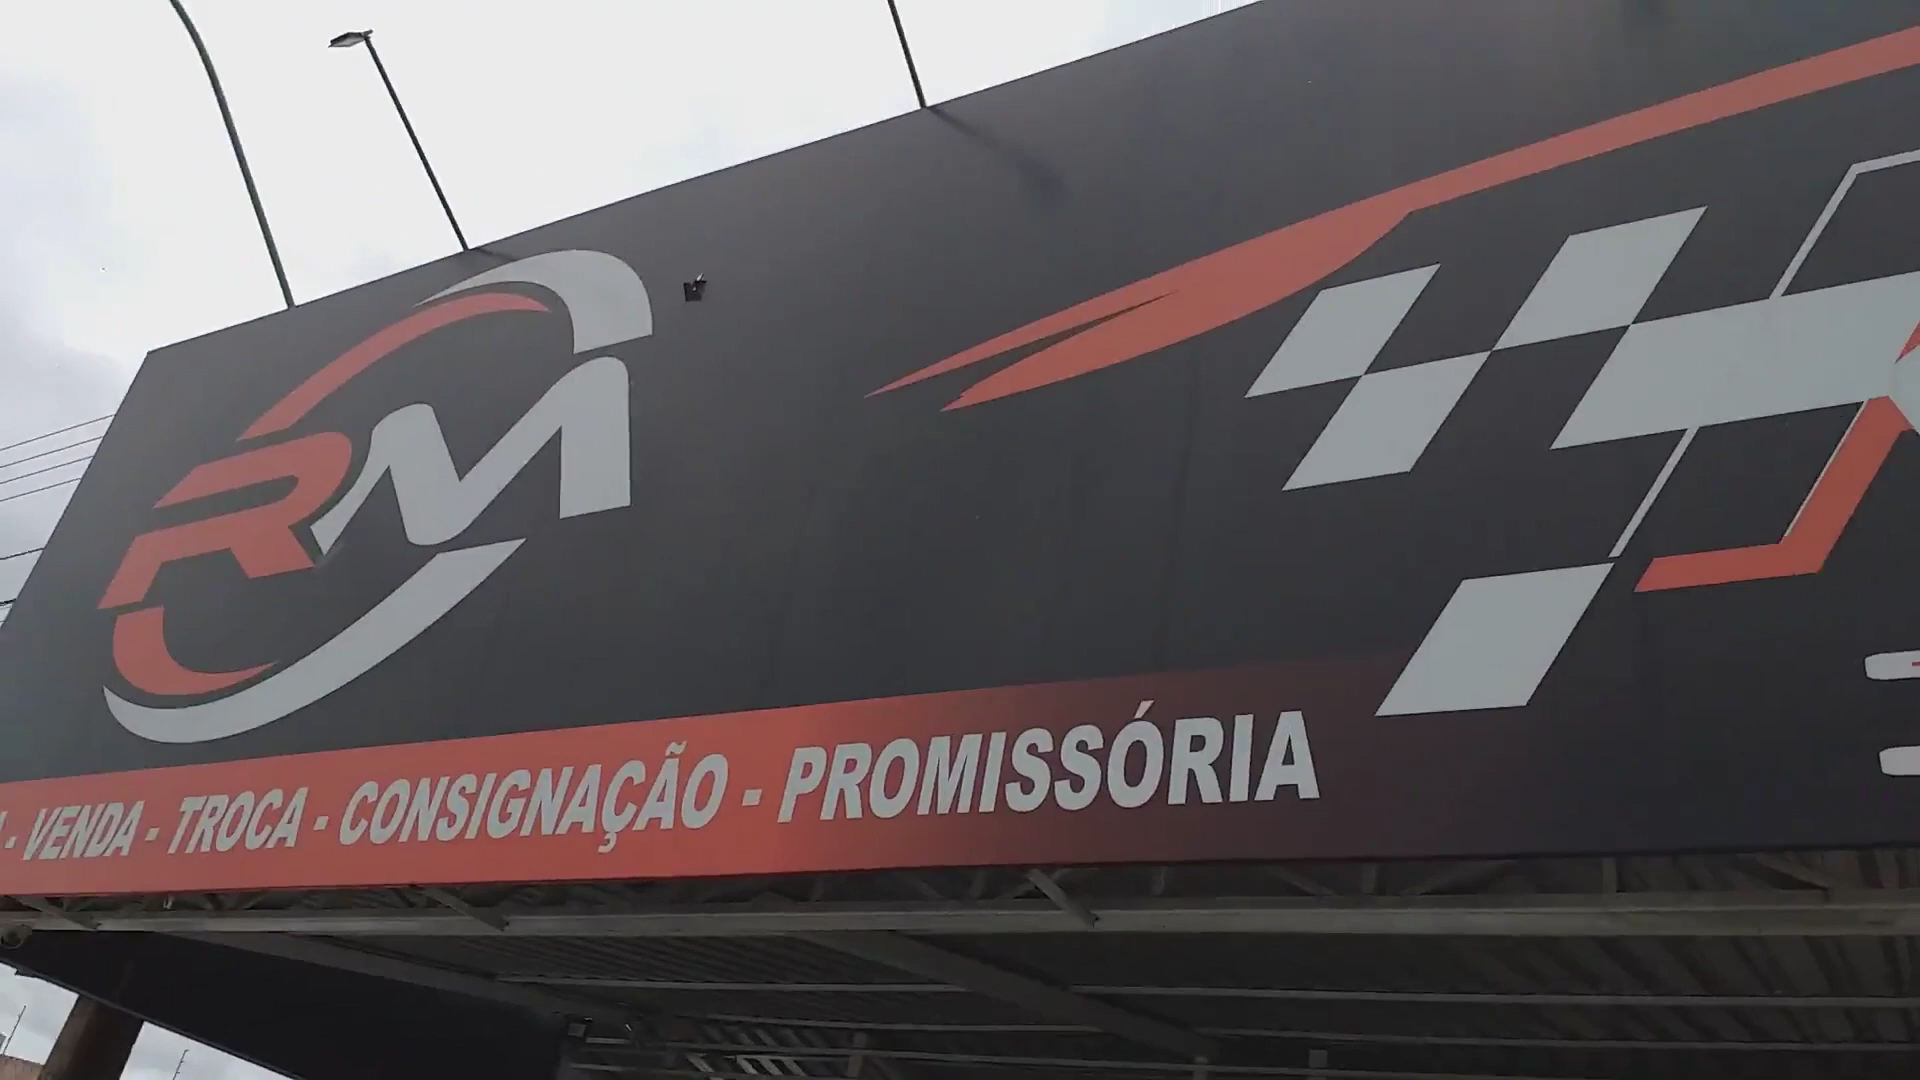 RM
- VENDA - TROCA - CONSIGNAÇÃO - PROMISSÓRIA